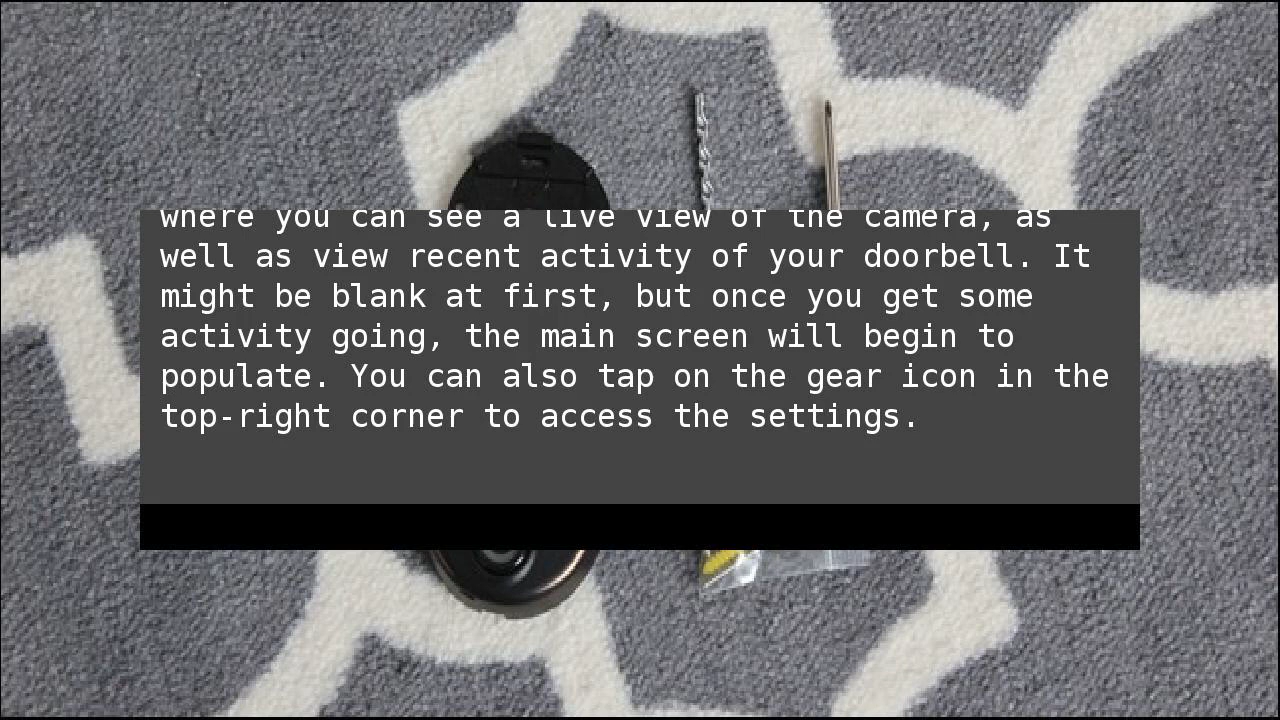 where you can see a live view of the camera, as
well as view recent activity of your doorbell. It
might be blank at first, but once you get some
activity going, the main screen will begin to
populate. You can also tap on the gear icon in the
top-right corner to access the settings.